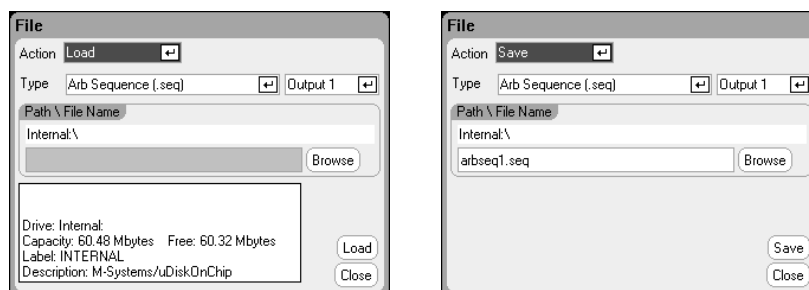 File
Action Load
Type Arb Sequence (.seq) Output 1
Path \ File Name
Internal:\
Browse
Drive: Internal:
Capacity: 60.48 Mbytes Free: 60.32 Mbytes
Label: INTERNAL
Description: M-Systems/uDiskOnChip
Load
Close
File
Action Save
Type Arb Sequence (.seq) Output 1
Path \ File Name
Internal:\
arbseq1.seq Browse
Save
Close